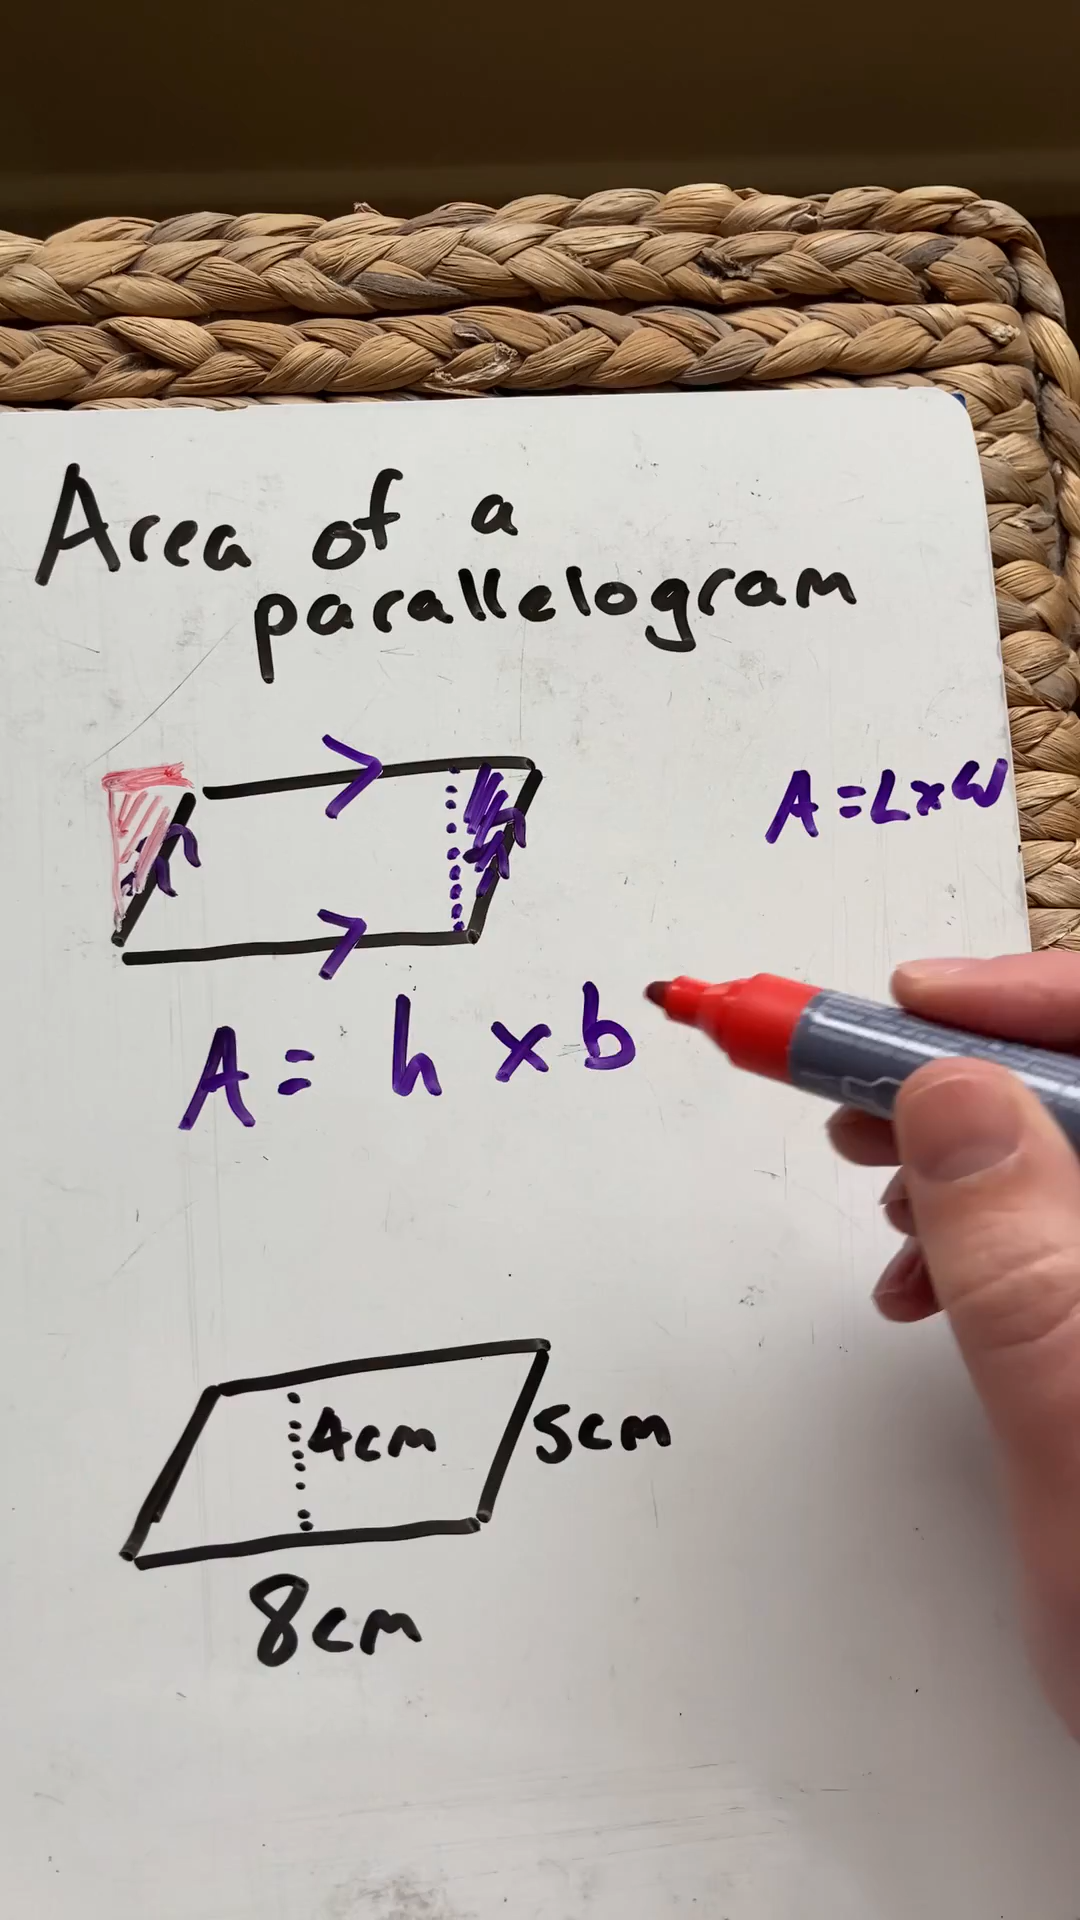 Area of a
parallelogram
A = L x W
A = h x b
4cm
5cm
8cm